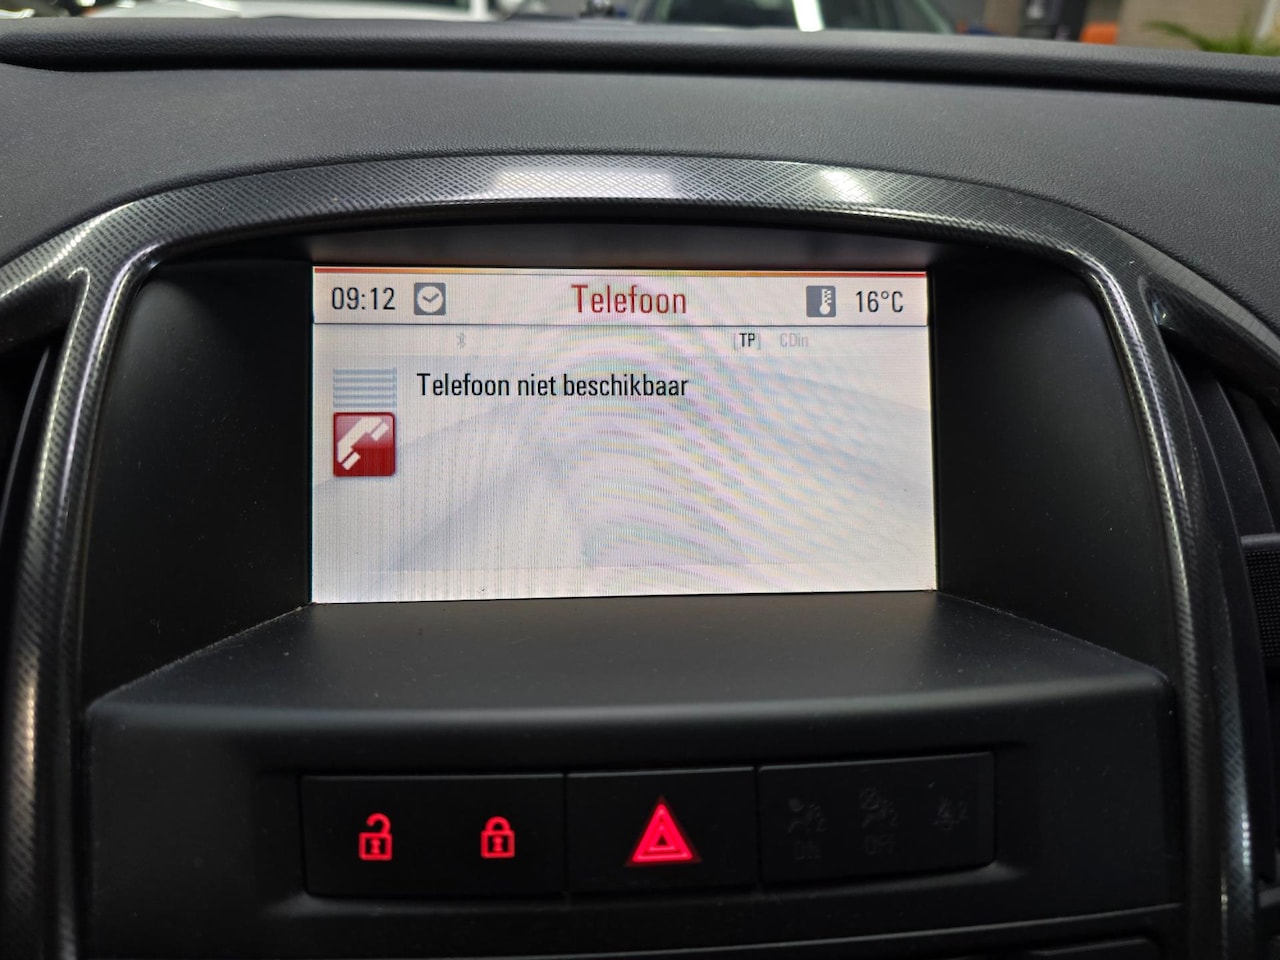 09:12 Telefoon 16°C
[TP] CDin
Telefoon niet beschikbaar